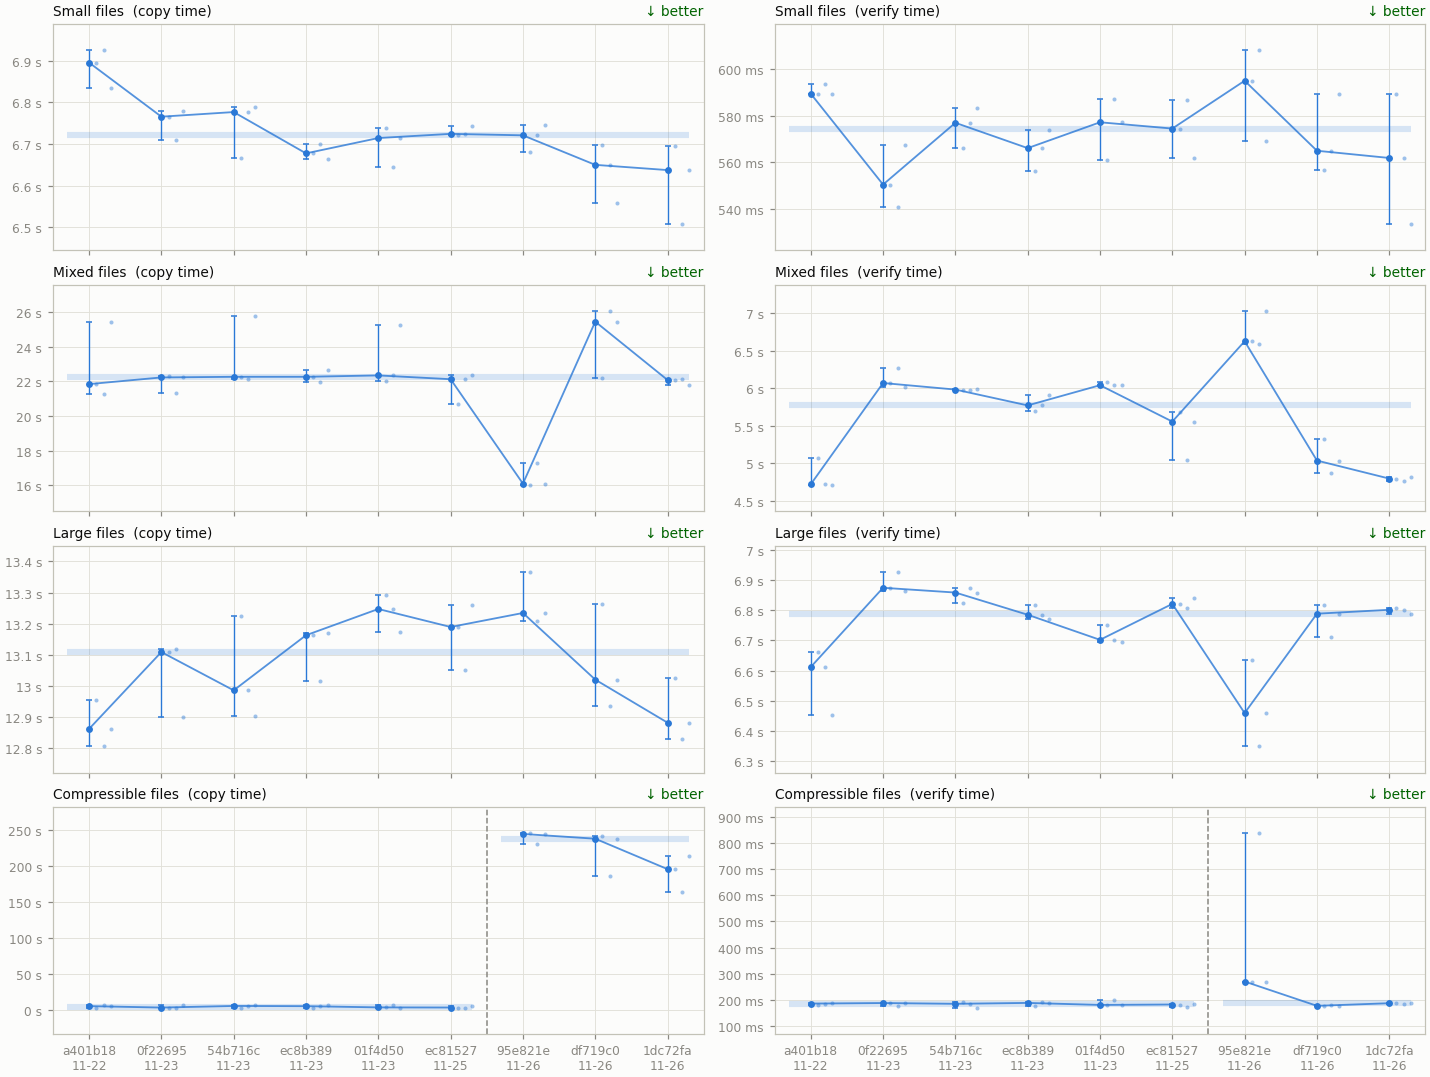 Small files (copy time)
↓ better
6.9 s
6.8 s
6.7 s
6.6 s
6.5 s
Small files (verify time)
↓ better
600 ms
580 ms
560 ms
540 ms
Mixed files (copy time)
↓ better
26 s
24 s
22 s
20 s
18 s
16 s
Mixed files (verify time)
↓ better
7 s
6.5 s
6 s
5.5 s
5 s
4.5 s
Large files (copy time)
↓ better
13.4 s
13.3 s
13.2 s
13.1 s
13 s
12.9 s
12.8 s
Large files (verify time)
↓ better
7 s
6.9 s
6.8 s
6.7 s
6.6 s
6.5 s
6.4 s
6.3 s
Compressible files (copy time)
↓ better
250 s
200 s
150 s
100 s
50 s
0 s
a401b18 0f22695 54b716c ec8b389 01f4d50 ec81527 95e821e df719c0 1dc72fa
11-22 11-23 11-23 11-23 11-23 11-25 11-26 11-26 11-26
Compressible files (verify time)
↓ better
900 ms
800 ms
700 ms
600 ms
500 ms
400 ms
300 ms
200 ms
100 ms
a401b18 0f22695 54b716c ec8b389 01f4d50 ec81527 95e821e df719c0 1dc72fa
11-22 11-23 11-23 11-23 11-23 11-25 11-26 11-26 11-26